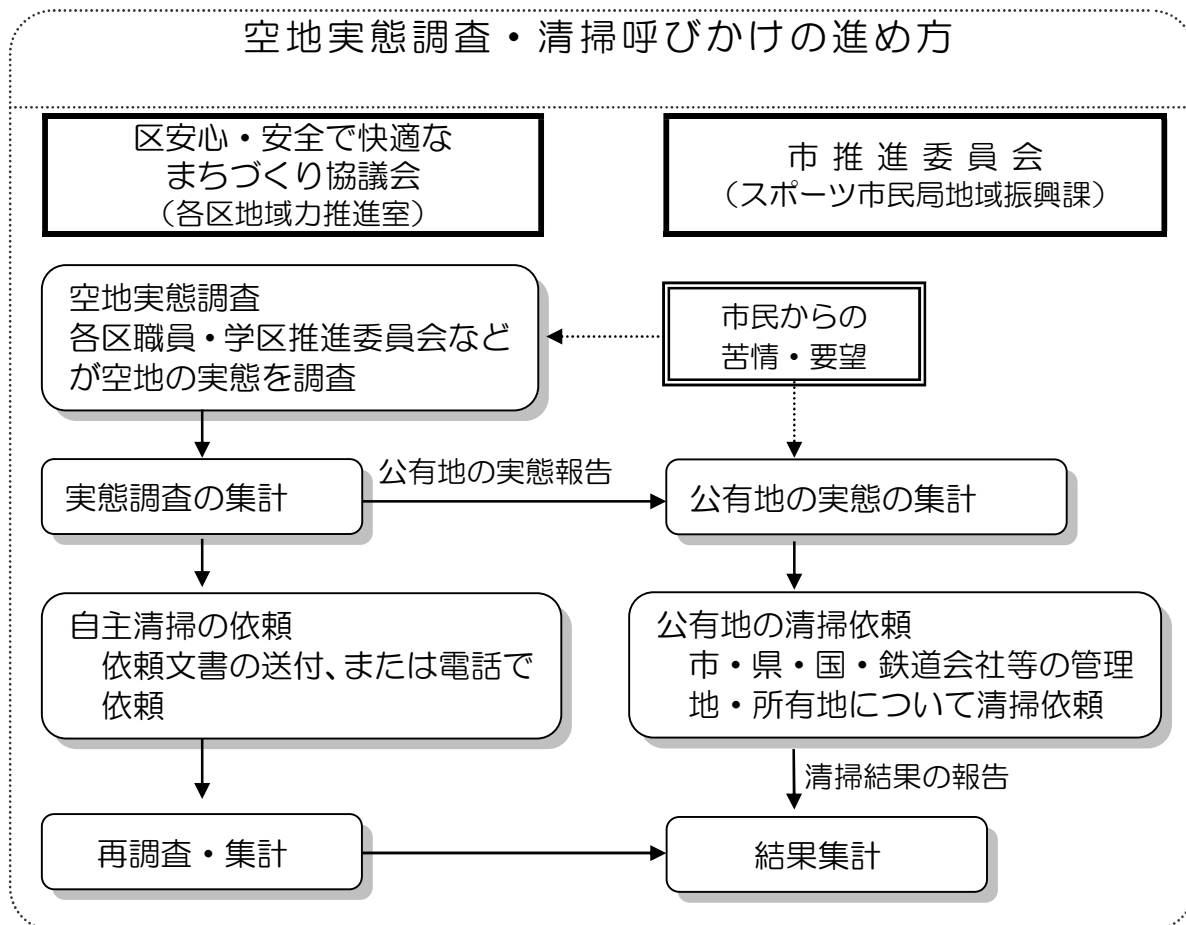 空地実態調査・清掃呼びかけの進め方
区安心・安全で快適な
まちづくり協議会
（各区地域力推進室）
市推進委員会
（スポーツ市民局地域振興課）
空地実態調査
各区職員・学区推進委員会など
が空地の実態を調査
市民からの
苦情・要望
実態調査の集計
公有地の実態報告
公有地の実態の集計
自主清掃の依頼
依頼文書の送付、または電話で
依頼
公有地の清掃依頼
市・県・国・鉄道会社等の管理
地・所有地について清掃依頼
清掃結果の報告
再調査・集計
結果集計